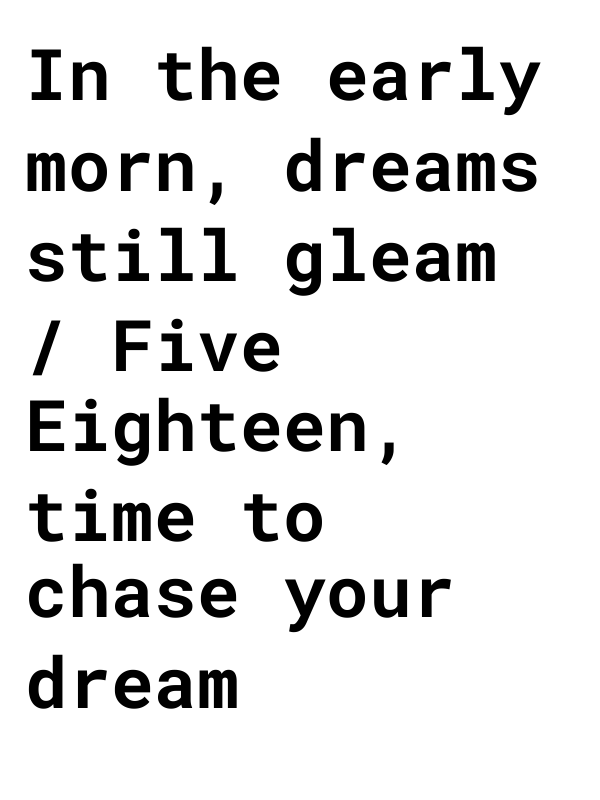 In the early
morn, dreams
still gleam
/ Five
Eighteen,
time to
chase your
dream